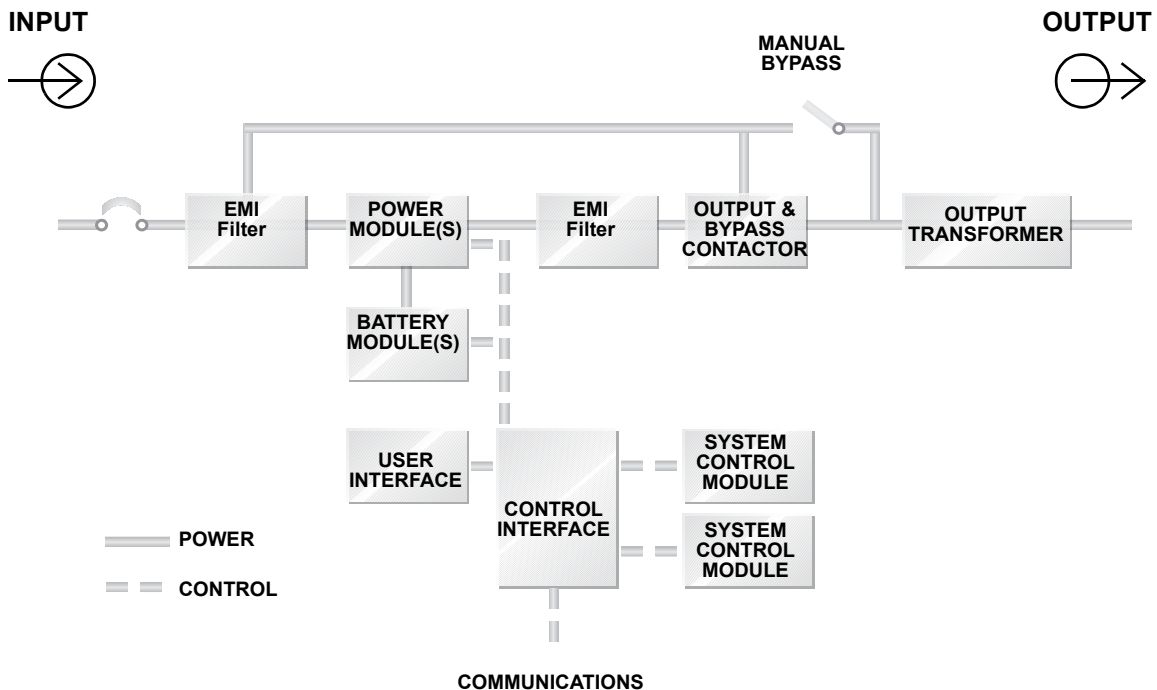 INPUT
OUTPUT
MANUAL
BYPASS
EMI
Filter
POWER
MODULE(S)
EMI
Filter
OUTPUT &
BYPASS
CONTACTOR
OUTPUT
TRANSFORMER
BATTERY
MODULE(S)
USER
INTERFACE
CONTROL
INTERFACE
SYSTEM
CONTROL
MODULE
SYSTEM
CONTROL
MODULE
POWER
CONTROL
COMMUNICATIONS